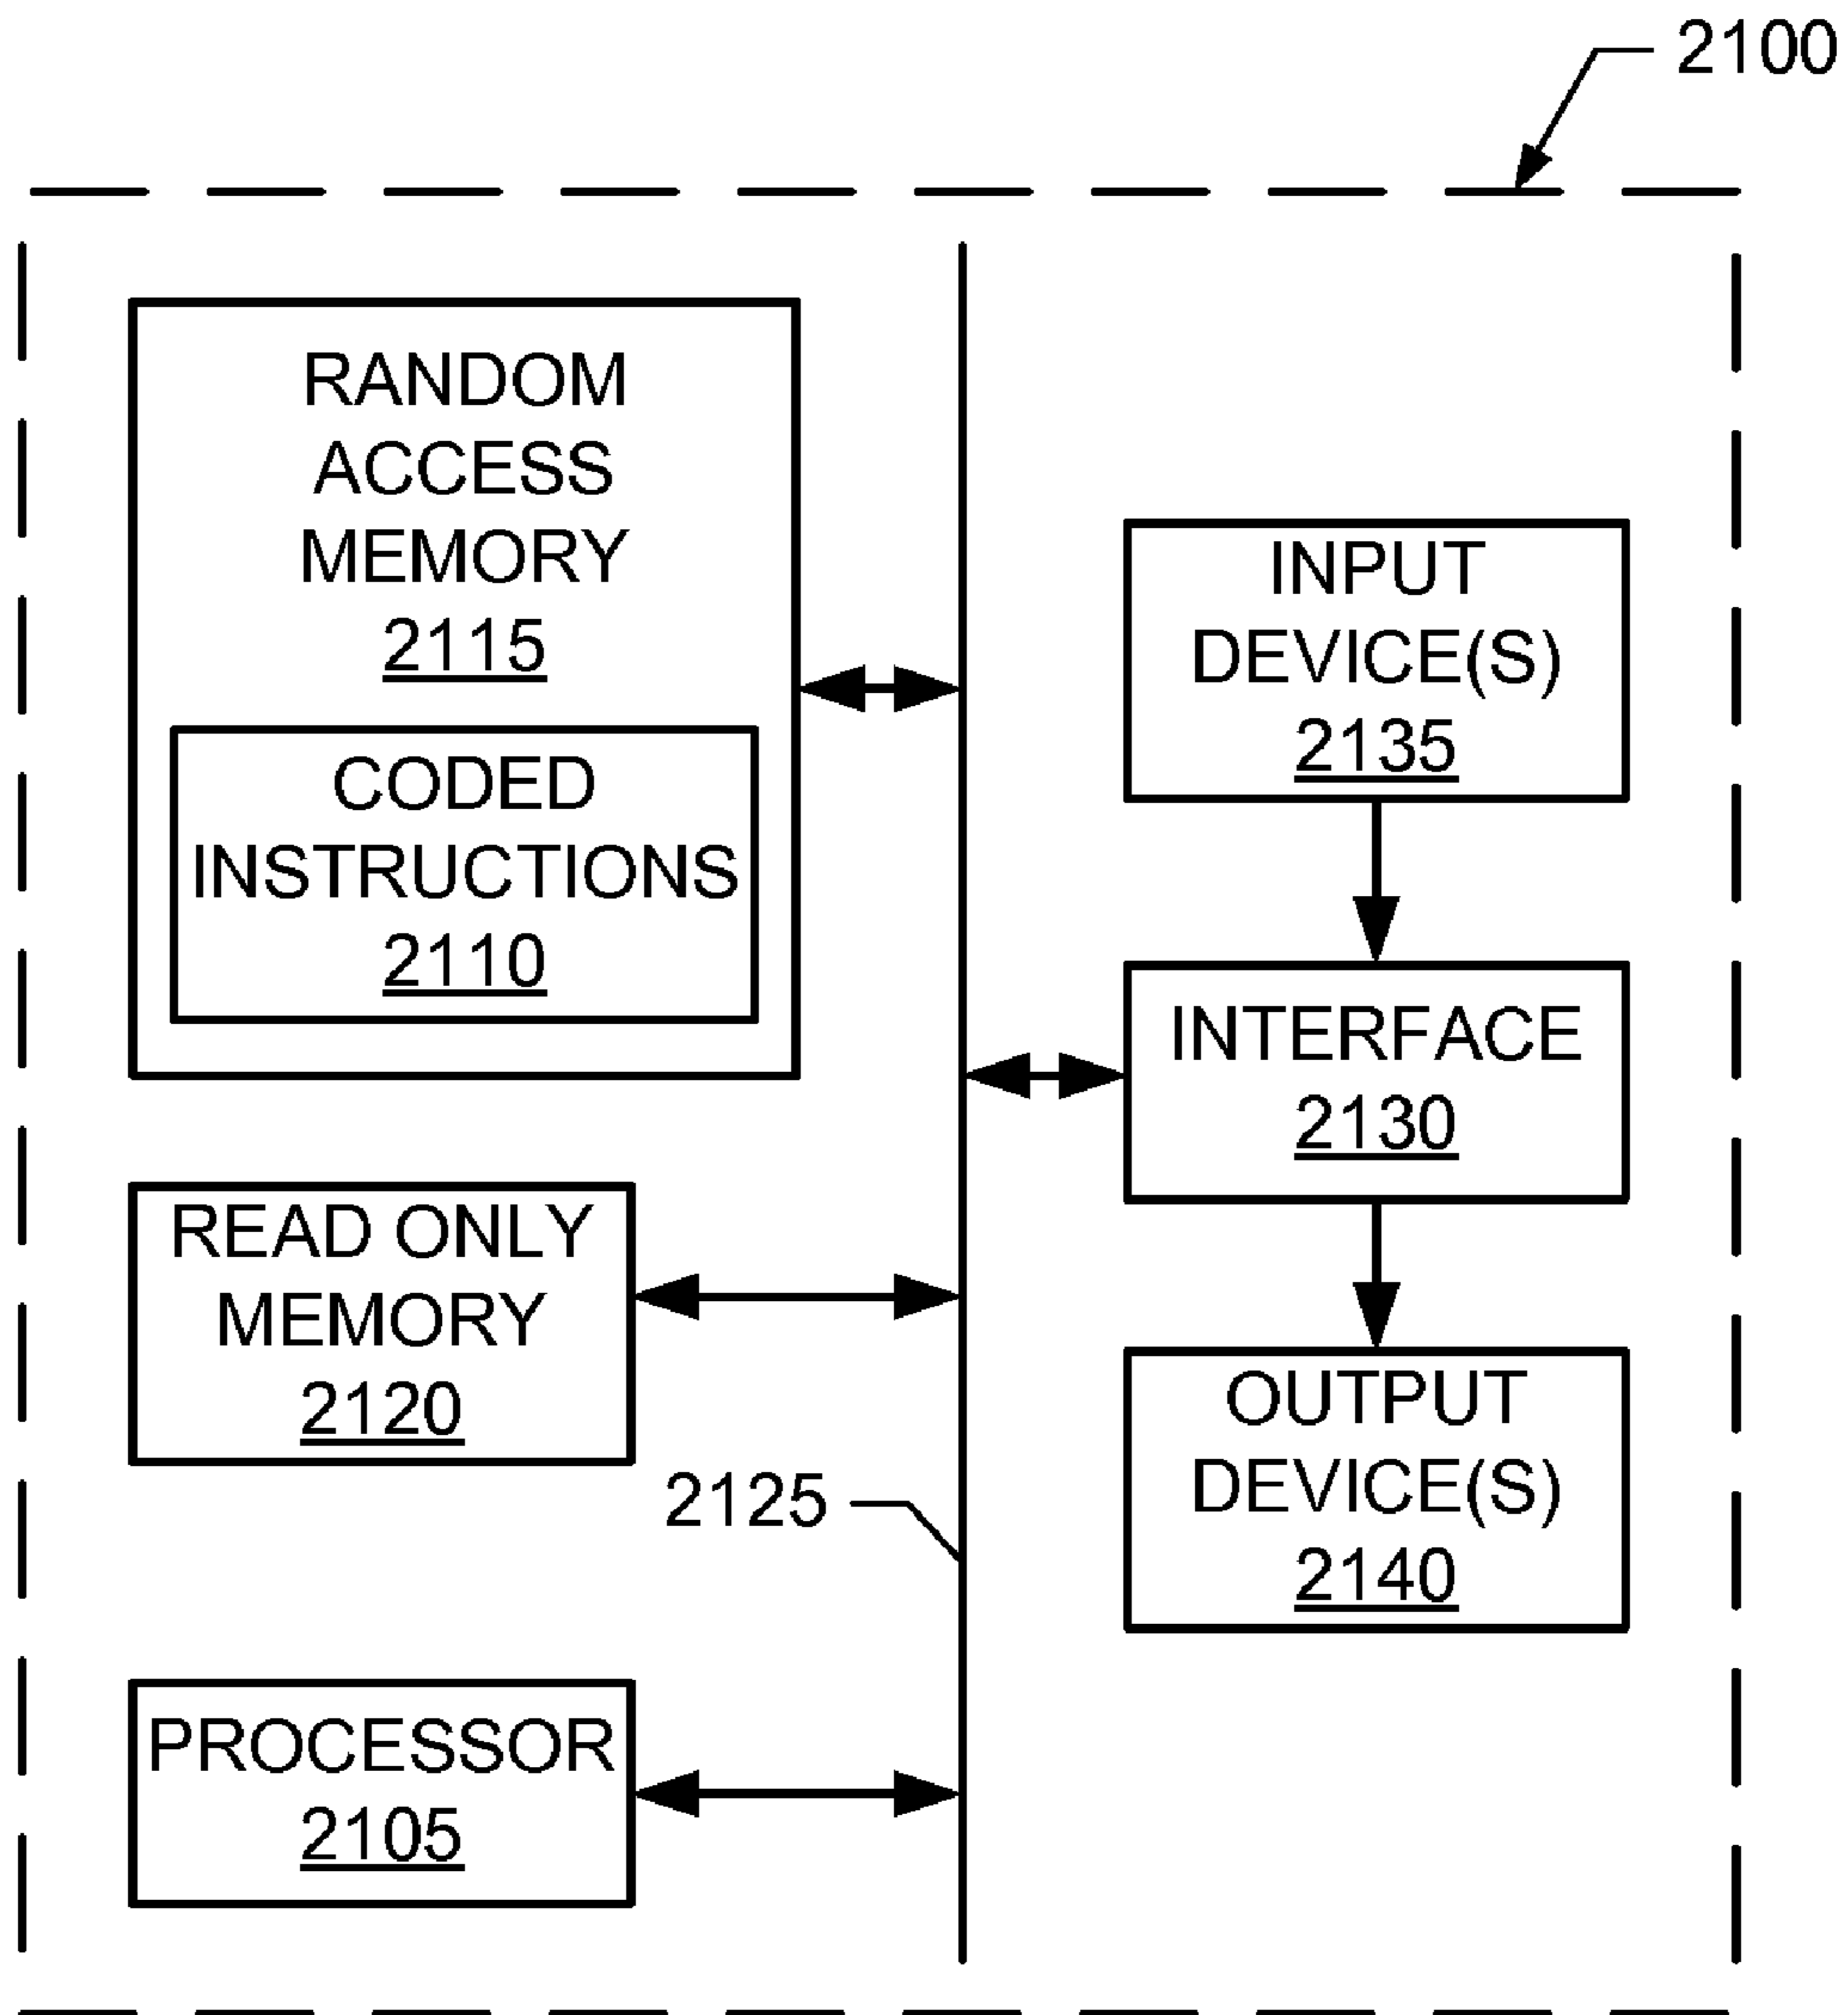 2100
RANDOM
ACCESS
MEMORY
2115
CODED
INSTRUCTIONS
2110
READ ONLY
MEMORY
2120
2125
PROCESSOR
2105
INPUT
DEVICE(S)
2135
INTERFACE
2130
OUTPUT
DEVICE(S)
2140